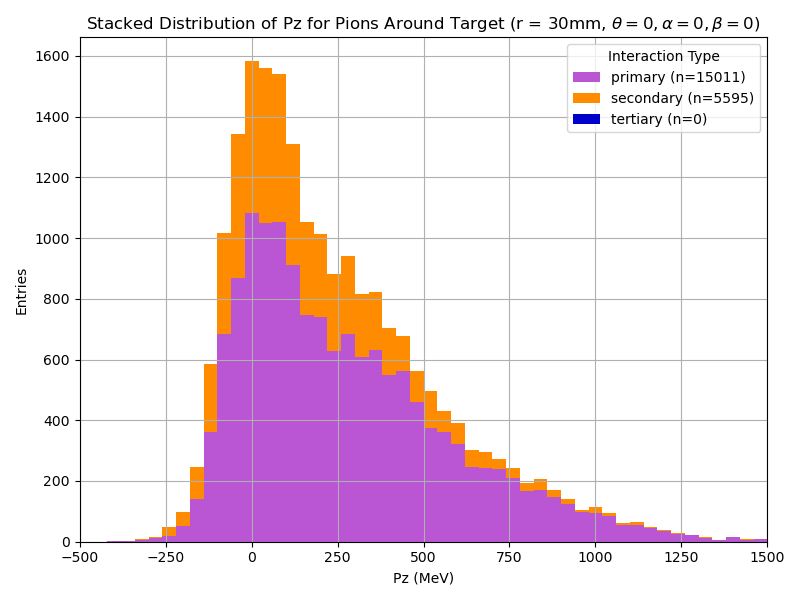 Stacked Distribution of Pz for Pions Around Target (r = 30mm, θ = 0, α = 0, β = 0)
Interaction Type
primary (n=15011)
secondary (n=5595)
tertiary (n=0)
Entries
1600
1400
1200
1000
800
600
400
200
0
−500 −250 0 250 500 750 1000 1250 1500
Pz (MeV)